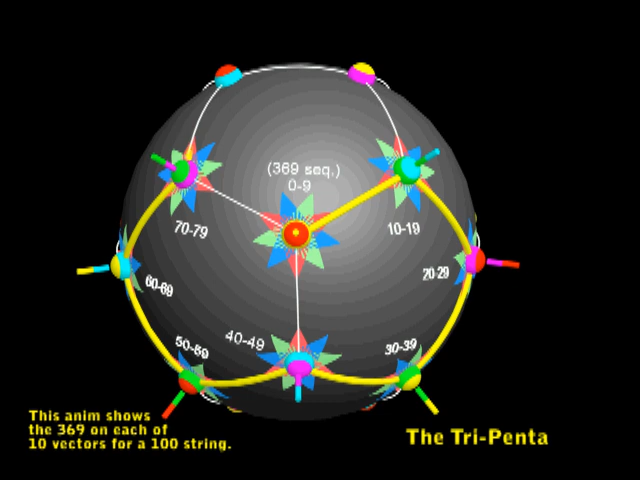 (369 seq.)
0-9
70-79
10-19
60-69
20-29
50-59
40-49
30-39
This anim shows
the 369 on each of
10 vectors for a 100 string.
The Tri-Penta